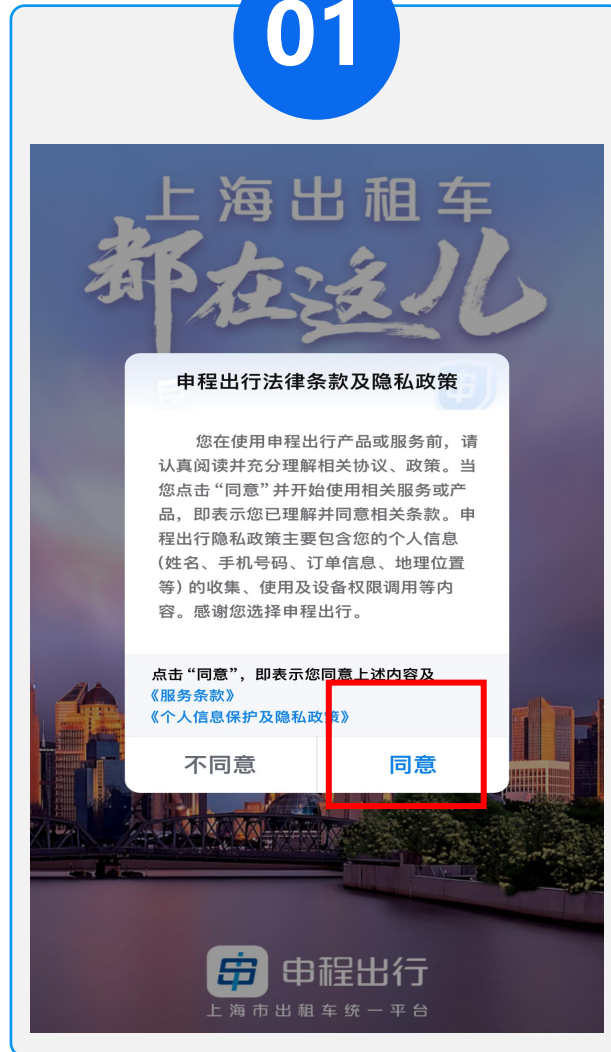 01
上海出租车
都在这儿
申程出行法律条款及隐私政策
您在使用申程出行产品或服务前，请
认真阅读并充分理解相关协议、政策。当
您点击“同意”并开始使用相关服务或产
品，即表示您已理解并同意相关条款。申
程出行隐私政策主要包含您的个人信息
(姓名、手机号码、订单信息、地理位置
等)的收集、使用及设备权限调用等内
容。感谢您选择申程出行。
点击“同意”，即表示您同意上述内容及
《服务条款》
《个人信息保护及隐私政策》
不同意
同意
申程出行
上海市出租车统一平台